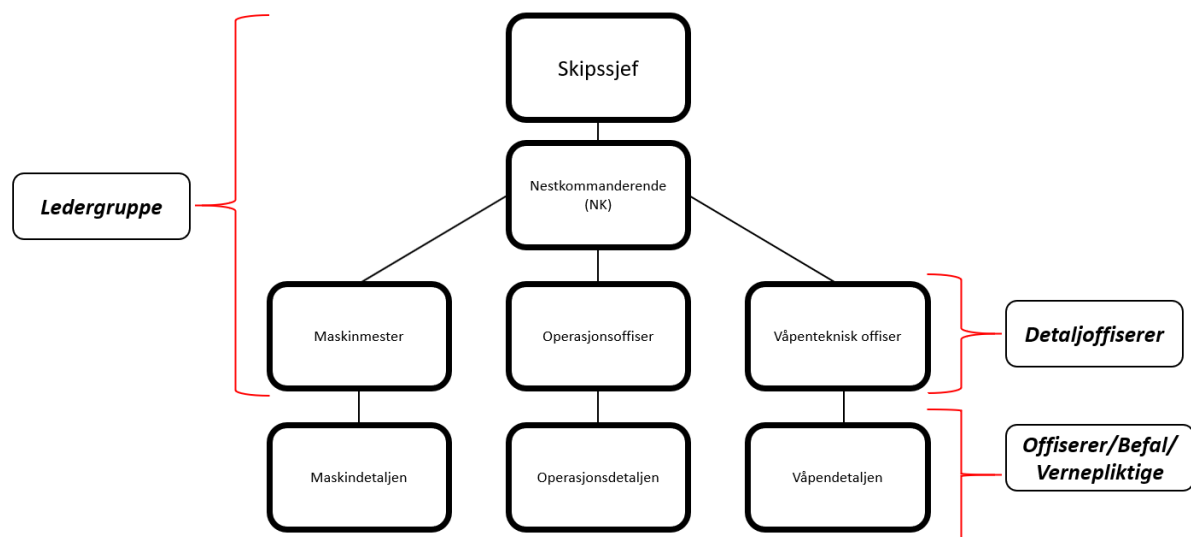 Skipssjef
Nestkommanderende
(NK)
Ledergruppe
Maskinmester
Operasjonsoffiser
Våpenteknisk offiser
Detaljoffiserer
Maskindetaljen
Operasjonsdetaljen
Våpendetaljen
Offiserer/Befal/
Vernepliktige